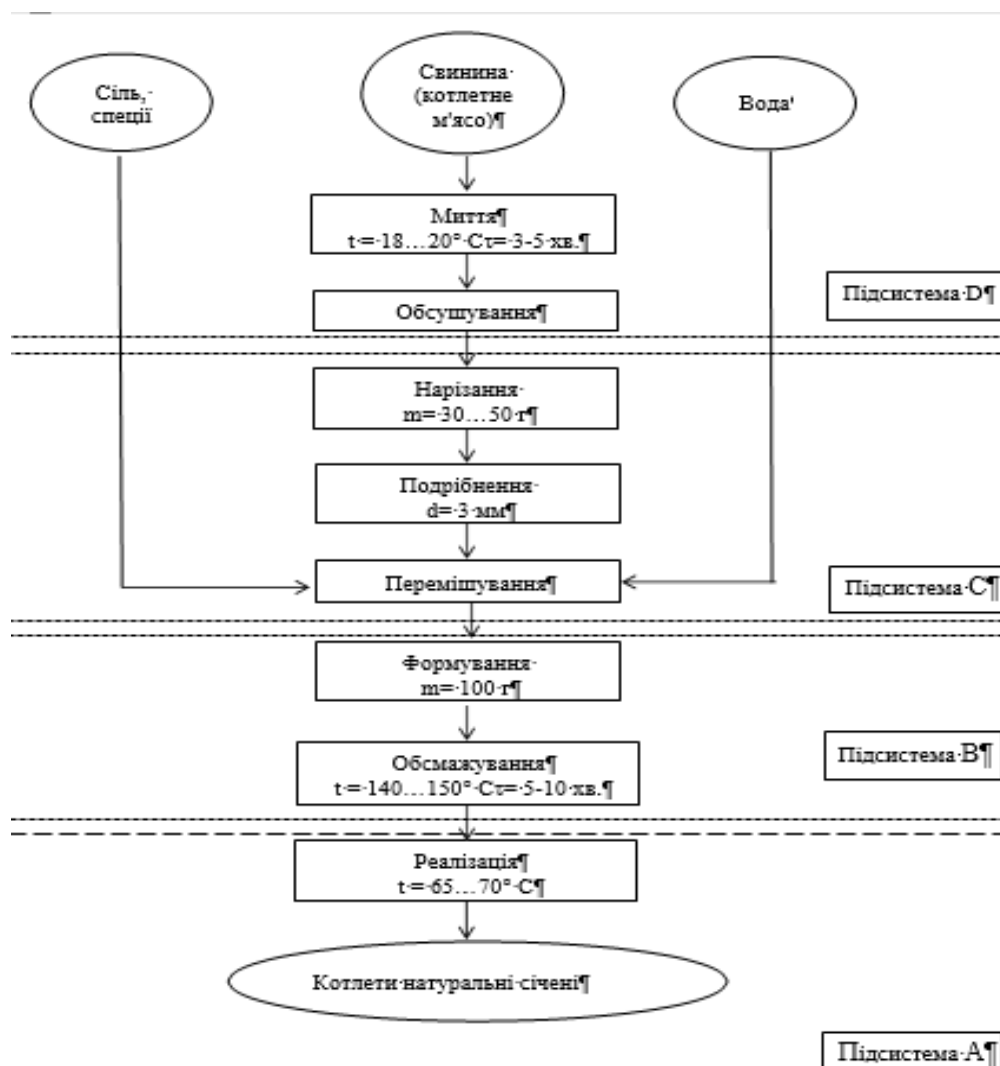 Сіль,·
спеції
Свинина·
(котлетне
м'ясо)¶
Вода'
Миття¶
t·=·18…20°·Cτ=·3-5·хв.¶
Обсушування¶
Підсистема·D¶
Нарізання·
m=·30…50·г¶
Подрібнення·
d=·3·мм¶
Перемішування¶
Підсистема·C¶
Формування·
m=·100·г¶
Обсмажування¶
t·=·140…150°·Cτ=·5-10·хв.¶
Підсистема·В¶
Реалізація¶
t·=·65…70°·C¶
Котлети·натуральні·січені¶
Підсистема·А¶